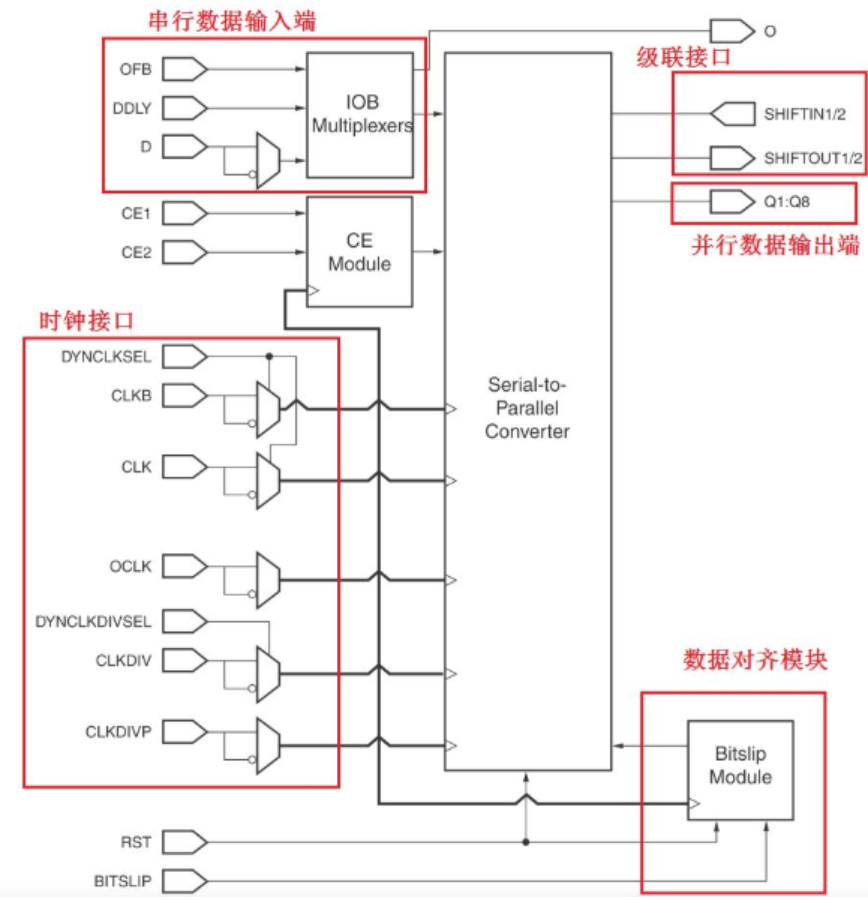 串行数据输入端
O
级联接口
OFB
DDLY
D
IOB
Multiplexers
SHIFTIN1/2
SHIFTOUT1/2
Q1:Q8
并行数据输出端
CE1
CE2
CE
Module
时钟接口
DYNCLKSEL
CLKB
CLK
OCLK
DYNCLKDIVSEL
CLKDIV
CLKDIVP
Serial-to-
Parallel
Converter
数据对齐模块
Bitslip
Module
RST
BITSLIP